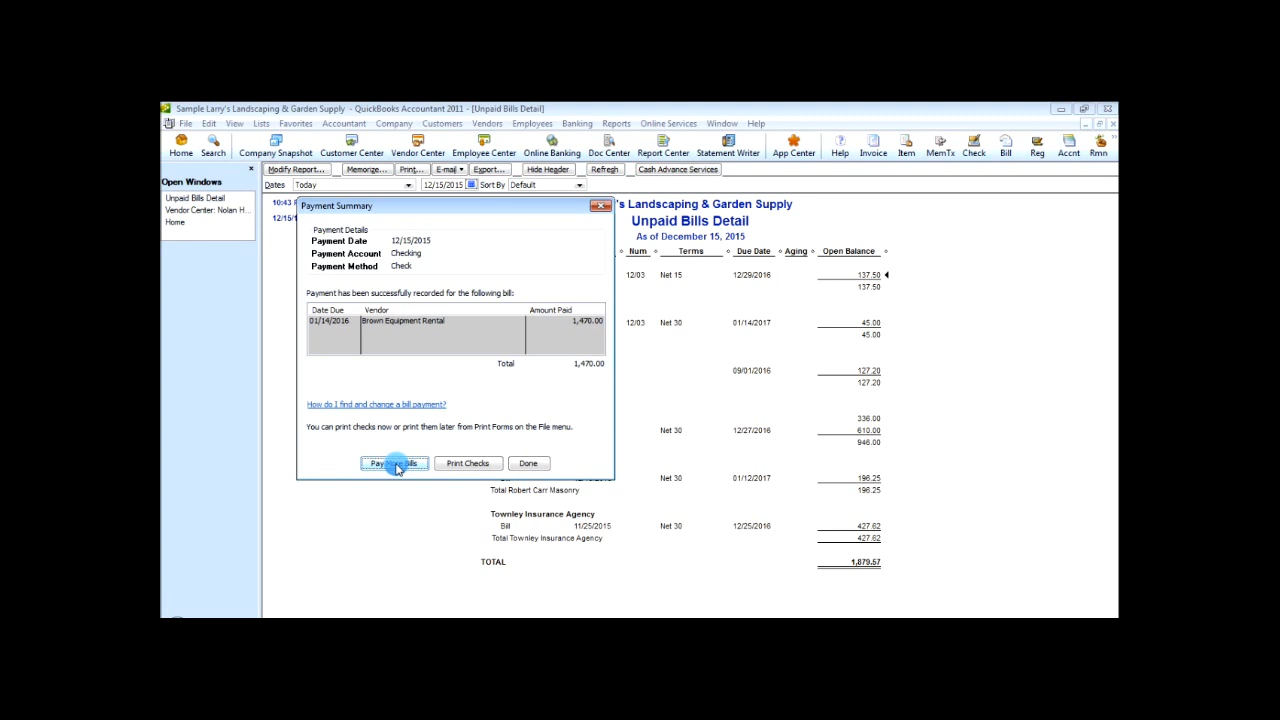 Sample Larry's Landscaping & Garden Supply - QuickBooks Accountant 2011 - [Unpaid Bills Detail]
File Edit View Lists Favorites Accountant Company Customers Vendors Employees Banking Reports Online Services Window Help
Home Search Company Snapshot Customer Center Vendor Center Employee Center Online Banking Doc Center Report Center Statement Writer App Center Help Invoice Item MemTx Check Bill Reg Accnt Rmn
Modify Report... Memorize... Print... E-mail Export... Hide Header Refresh Cash Advance Services
Open Windows
Dates Today 12/15/2015 Sort By Default
Unpaid Bills Detail
Vendor Center: Nolan H...
Home
10:43
12/15/1
's Landscaping & Garden Supply
Unpaid Bills Detail
As of December 15, 2015
Num Terms Due Date Aging Open Balance
12/03 Net 15 12/29/2016 137.50
137.50
12/03 Net 30 01/14/2017 45.00
45.00
09/01/2016 127.20
127.20
336.00
Net 30 12/27/2016 610.00
946.00
Net 30 01/12/2017 196.25
Total Robert Carr Masonry 196.25
Townley Insurance Agency
Bill 11/25/2015 Net 30 12/25/2016 427.62
Total Townley Insurance Agency 427.62
TOTAL 1,879.57
Payment Summary
Payment Details
Payment Date 12/15/2015
Payment Account Checking
Payment Method Check
Payment has been successfully recorded for the following bill:
Date Due Vendor Amount Paid
01/14/2016 Brown Equipment Rental 1,470.00
Total 1,470.00
How do I find and change a bill payment?
You can print checks now or print them later from Print Forms on the File menu.
Pay More Bills Print Checks Done